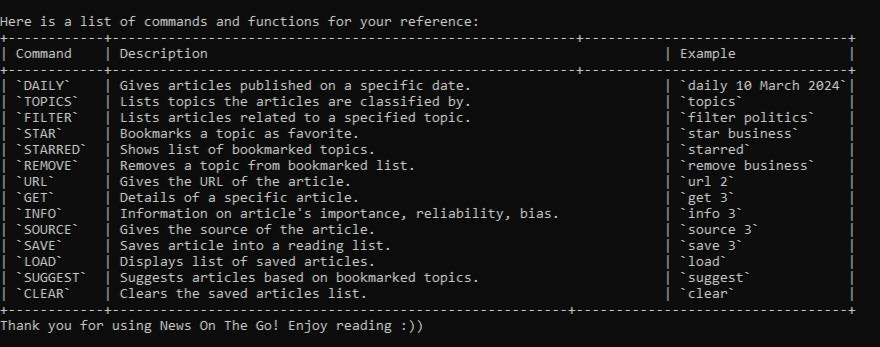 Here is a list of commands and functions for your reference:
+------------+----------------------------------------------------------+---------------------------------+
| Command    | Description                                                         | Example              |
+------------+----------------------------------------------------------+---------------------------------+
| `DAILY`    | Gives articles published on a specific date.                        | `daily 10 March 2024`|
| `TOPICS`   | Lists topics the articles are classified by.                        | `topics`             |
| `FILTER`   | Lists articles related to a specified topic.                        | `filter politics`    |
| `STAR`     | Bookmarks a topic as favorite.                                      | `star business`      |
| `STARRED`  | Shows list of bookmarked topics.                                    | `starred`            |
| `REMOVE`   | Removes a topic from bookmarked list.                               | `remove business`    |
| `URL`      | Gives the URL of the article.                                       | `url 2`              |
| `GET`      | Details of a specific article.                                      | `get 3`              |
| `INFO`     | Information on article's importance, reliability, bias.             | `info 3`             |
| `SOURCE`   | Gives the source of the article.                                    | `source 3`           |
| `SAVE`     | Saves article into a reading list.                                  | `save 3`             |
| `LOAD`     | Displays list of saved articles.                                    | `load`               |
| `SUGGEST`  | Suggests articles based on bookmarked topics.                       | `suggest`            |
| `CLEAR`    | Clears the saved articles list.                                     | `clear`              |
+------------+---------------------------------------------------------+----------------------------------+
Thank you for using News On The Go! Enjoy reading :))